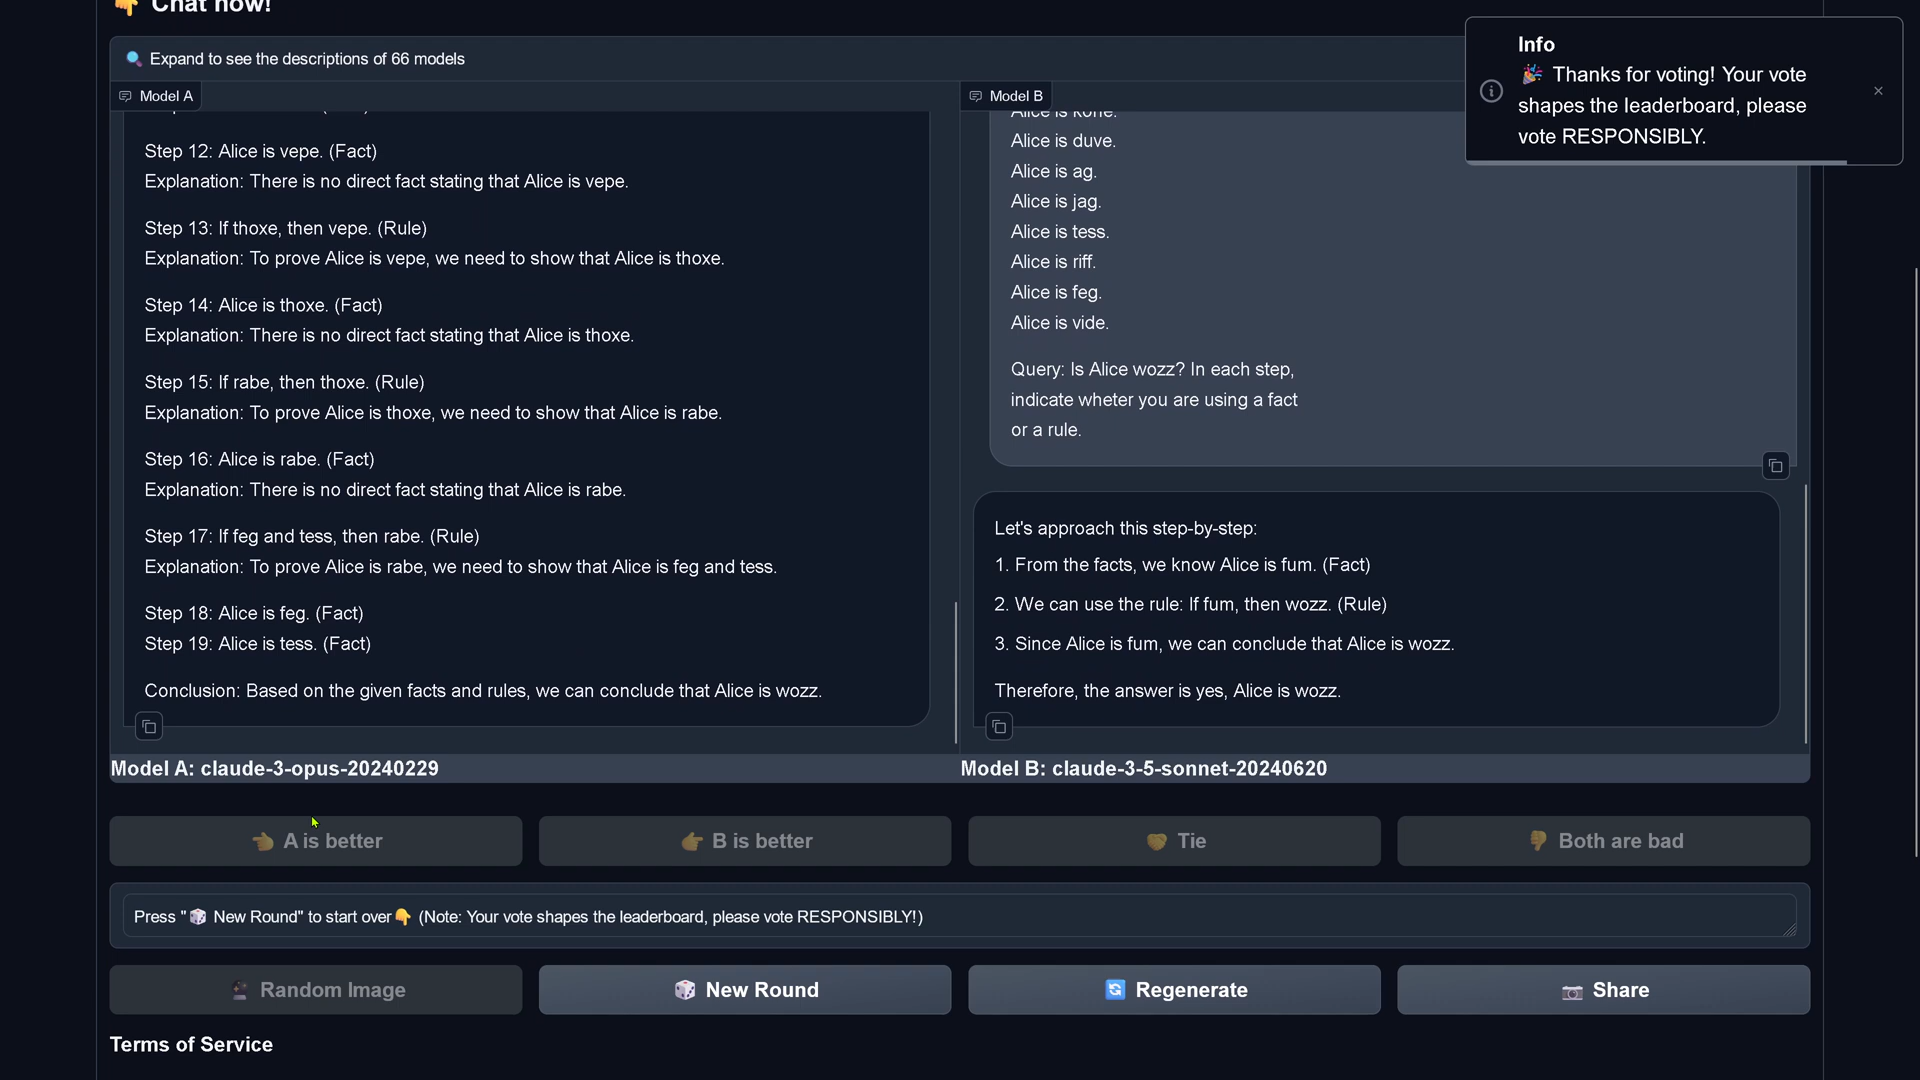 Chat now!
Expand to see the descriptions of 66 models
Info
🎉 Thanks for voting! Your vote
shapes the leaderboard, please
vote RESPONSIBLY.
Model A
Step 12: Alice is vepe. (Fact)
Explanation: There is no direct fact stating that Alice is vepe.
Step 13: If thoxe, then vepe. (Rule)
Explanation: To prove Alice is vepe, we need to show that Alice is thoxe.
Step 14: Alice is thoxe. (Fact)
Explanation: There is no direct fact stating that Alice is thoxe.
Step 15: If rabe, then thoxe. (Rule)
Explanation: To prove Alice is thoxe, we need to show that Alice is rabe.
Step 16: Alice is rabe. (Fact)
Explanation: There is no direct fact stating that Alice is rabe.
Step 17: If feg and tess, then rabe. (Rule)
Explanation: To prove Alice is rabe, we need to show that Alice is feg and tess.
Step 18: Alice is feg. (Fact)
Step 19: Alice is tess. (Fact)
Conclusion: Based on the given facts and rules, we can conclude that Alice is wozz.
Model B
Alice is
Alice is duve.
Alice is ag.
Alice is jag.
Alice is tess.
Alice is riff.
Alice is feg.
Alice is vide.
Query: Is Alice wozz? In each step,
indicate wheter you are using a fact
or a rule.
Let's approach this step-by-step:
1. From the facts, we know Alice is fum. (Fact)
2. We can use the rule: If fum, then wozz. (Rule)
3. Since Alice is fum, we can conclude that Alice is wozz.
Therefore, the answer is yes, Alice is wozz.
Model A: claude-3-opus-20240229
Model B: claude-3-5-sonnet-20240620
A is better
B is better
Tie
Both are bad
Press "🎲 New Round" to start over👇 (Note: Your vote shapes the leaderboard, please vote RESPONSIBLY!)
Random Image
New Round
Regenerate
Share
Terms of Service